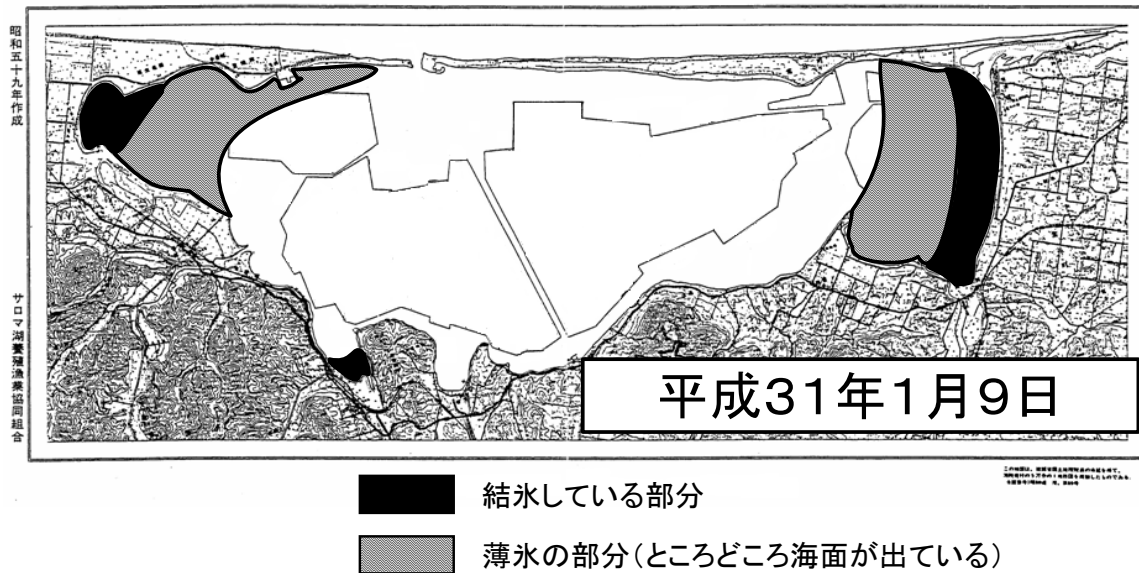 昭和五十九年作成
サロマ湖養殖漁業協同組合
平成31年1月9日
結氷している部分
薄氷の部分(ところどころ海面が出ている)